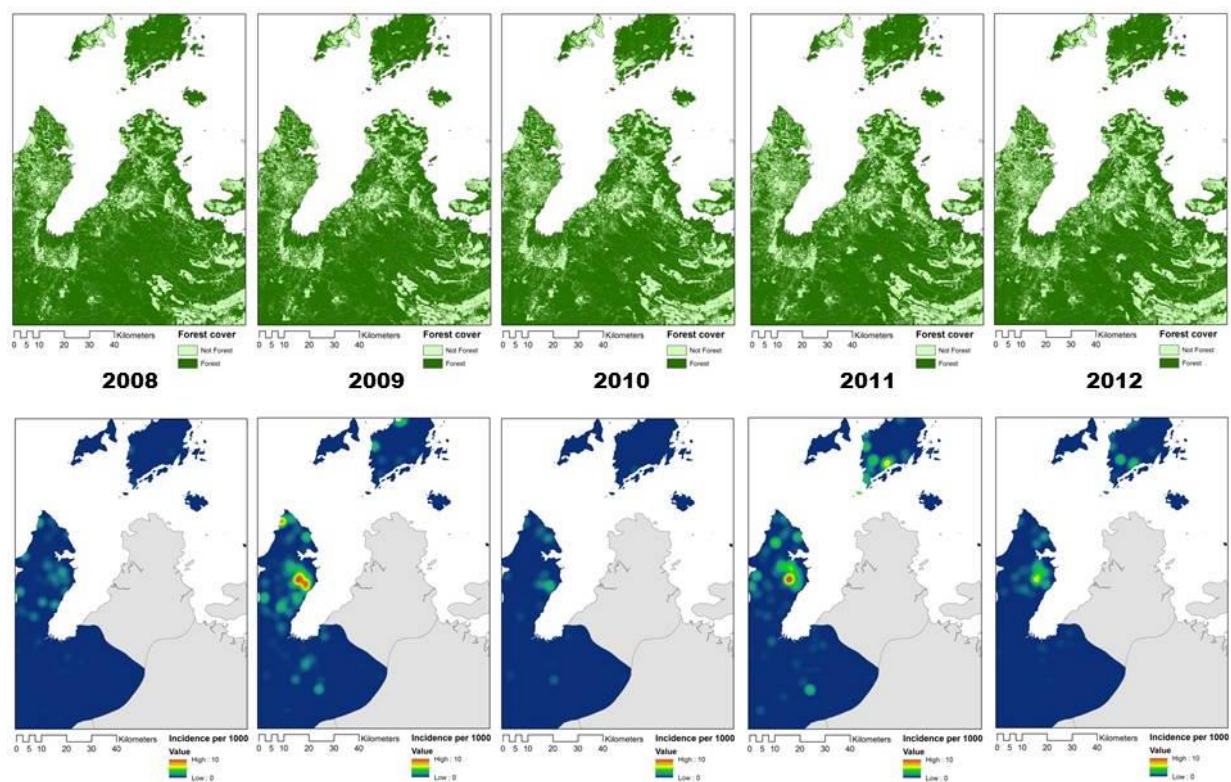 Kilometers
0 5 10 20 30 40
Forest cover
Not Forest
Forest
2008
Kilometers
0 5 10 20 30 40
Forest cover
Not Forest
Forest
2009
Kilometers
0 5 10 20 30 40
Forest cover
Not Forest
Forest
2010
Kilometers
0 5 10 20 30 40
Forest cover
Not Forest
Forest
2011
Kilometers
0 5 10 20 30 40
Forest cover
Not Forest
Forest
2012
Kilometers
0 5 10 20 30 40
Incidence per 1000
Value
High : 10
Low : 0
Kilometers
0 5 10 20 30 40
Incidence per 1000
Value
High : 10
Low : 0
Kilometers
0 5 10 20 30 40
Incidence per 1000
Value
High : 10
Low : 0
Kilometers
0 5 10 20 30 40
Incidence per 1000
Value
High : 10
Low : 0
Kilometers
0 5 10 20 30 40
Incidence per 1000
Value
High : 10
Low : 0